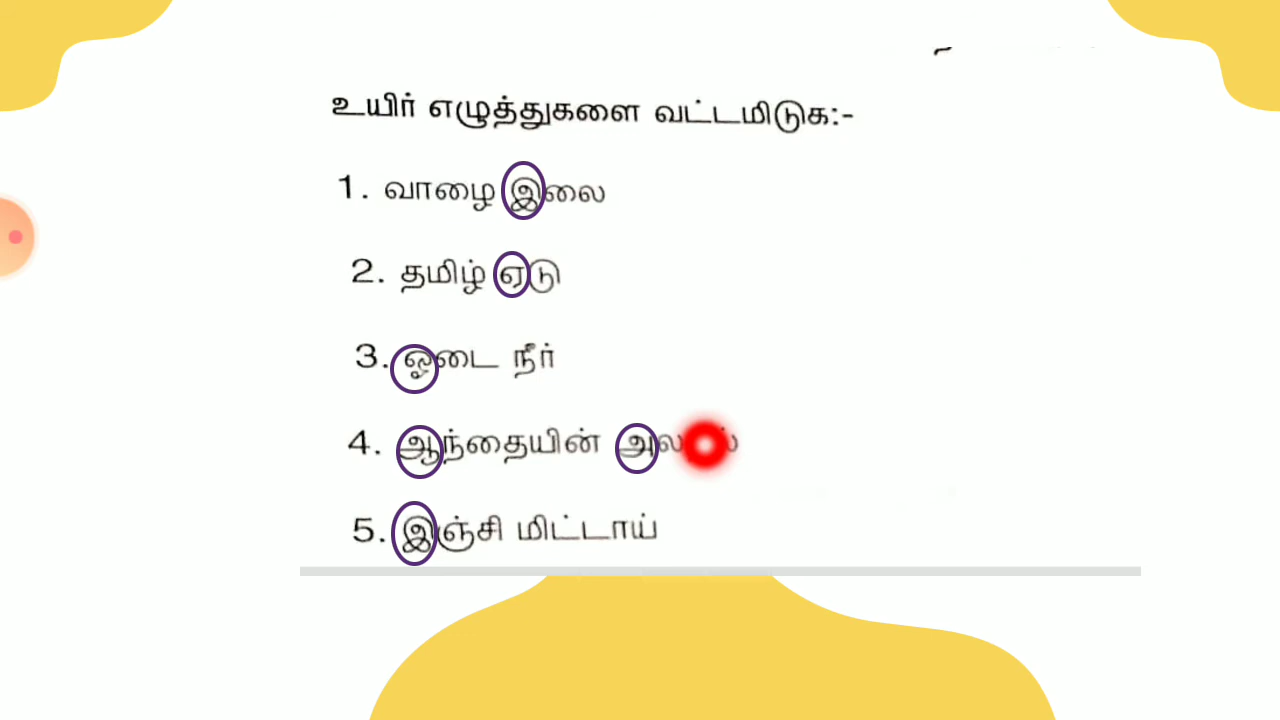 உயிர் எழுத்துகளை வட்டமிடுக:-
1. வாழை இலை
2. தமிழ் ஏடு
3. ஓடை நீர்
4. ஆந்தையின்
5. இஞ்சி மிட்டாய்